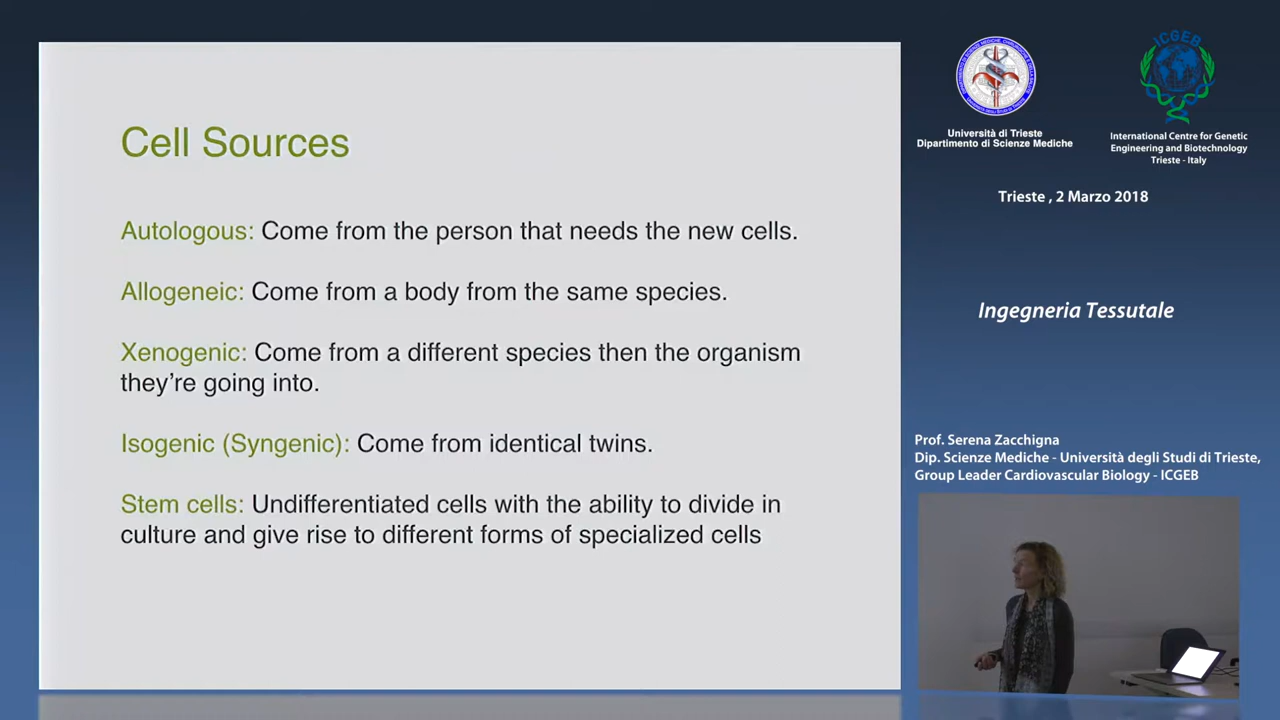 Cell Sources
Autologous: Come from the person that needs the new cells.
Allogeneic: Come from a body from the same species.
Xenogenic: Come from a different species then the organism
they're going into.
Isogenic (Syngenic): Come from identical twins.
Stem cells: Undifferentiated cells with the ability to divide in
culture and give rise to different forms of specialized cells
Università di Trieste
Dipartimento di Scienze Mediche
ICGEB
International Centre for Genetic
Engineering and Biotechnology
Trieste - Italy
Trieste , 2 Marzo 2018
Ingegneria Tessutale
Prof. Serena Zacchigna
Dip. Scienze Mediche - Università degli Studi di Trieste,
Group Leader Cardiovascular Biology - ICGEB